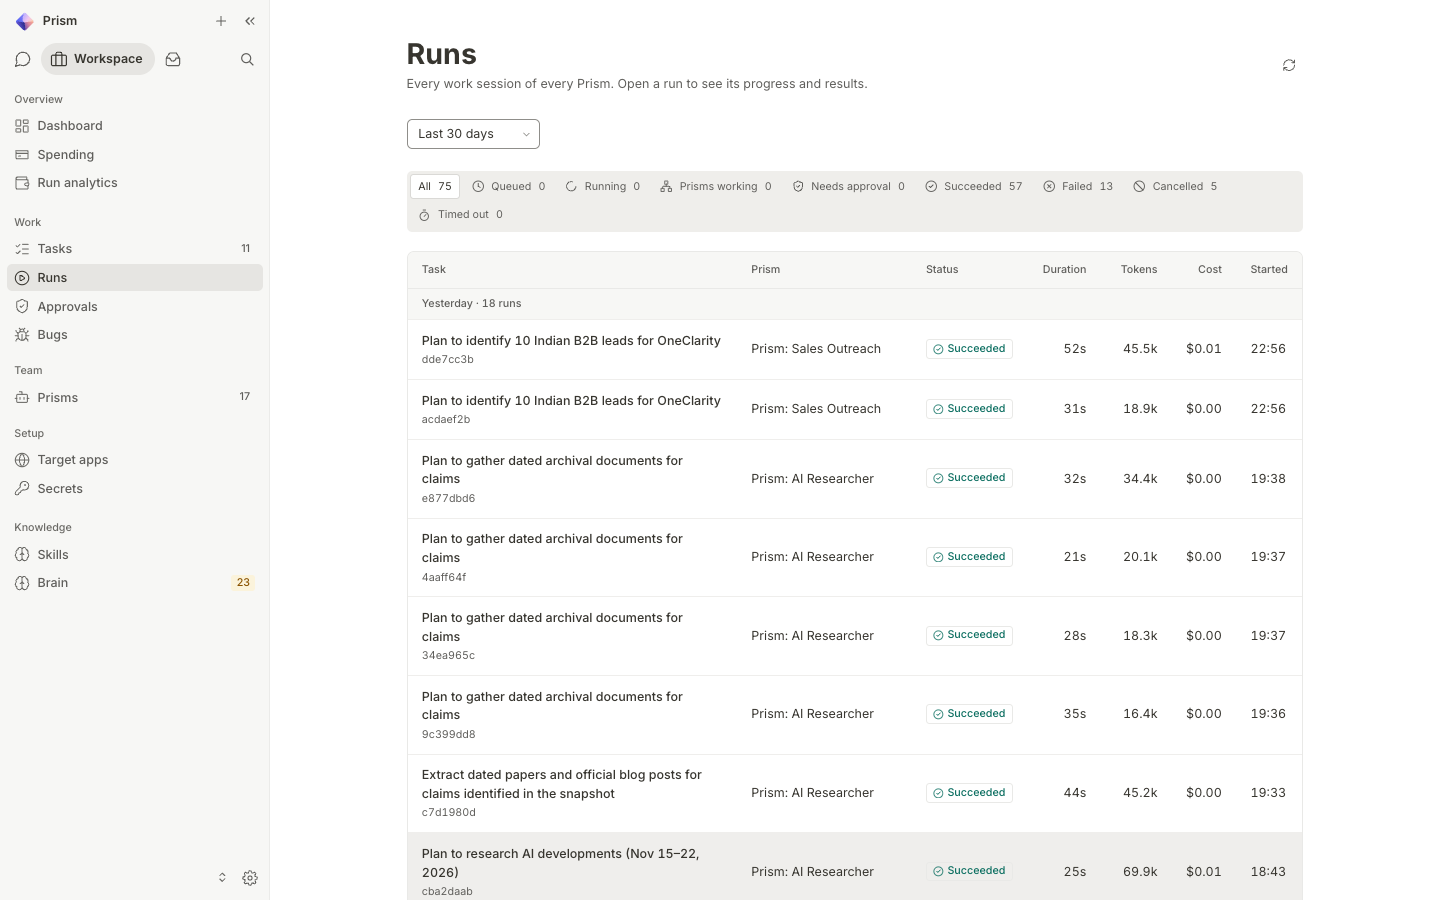 Prism
Workspace
Overview
Dashboard
Spending
Run analytics
Work
Tasks 11
Runs
Approvals
Bugs
Team
Prisms 17
Setup
Target apps
Secrets
Knowledge
Skills
Brain 23
Runs
Every work session of every Prism. Open a run to see its progress and results.
Last 30 days
All 75 Queued 0 Running 0 Prisms working 0 Needs approval 0 Succeeded 57 Failed 13 Cancelled 5
Timed out 0
Task Prism Status Duration Tokens Cost Started
Yesterday · 18 runs
Plan to identify 10 Indian B2B leads for OneClarity
dde7cc3b
Prism: Sales Outreach Succeeded 52s 45.5k $0.01 22:56
Plan to identify 10 Indian B2B leads for OneClarity
acdaef2b
Prism: Sales Outreach Succeeded 31s 18.9k $0.00 22:56
Plan to gather dated archival documents for
claims
e877dbd6
Prism: AI Researcher Succeeded 32s 34.4k $0.00 19:38
Plan to gather dated archival documents for
claims
4aaff64f
Prism: AI Researcher Succeeded 21s 20.1k $0.00 19:37
Plan to gather dated archival documents for
claims
34ea965c
Prism: AI Researcher Succeeded 28s 18.3k $0.00 19:37
Plan to gather dated archival documents for
claims
9c399dd8
Prism: AI Researcher Succeeded 35s 16.4k $0.00 19:36
Extract dated papers and official blog posts for
claims identified in the snapshot
c7d1980d
Prism: AI Researcher Succeeded 44s 45.2k $0.00 19:33
Plan to research AI developments (Nov 15–22,
2026)
cba2daab
Prism: AI Researcher Succeeded 25s 69.9k $0.01 18:43